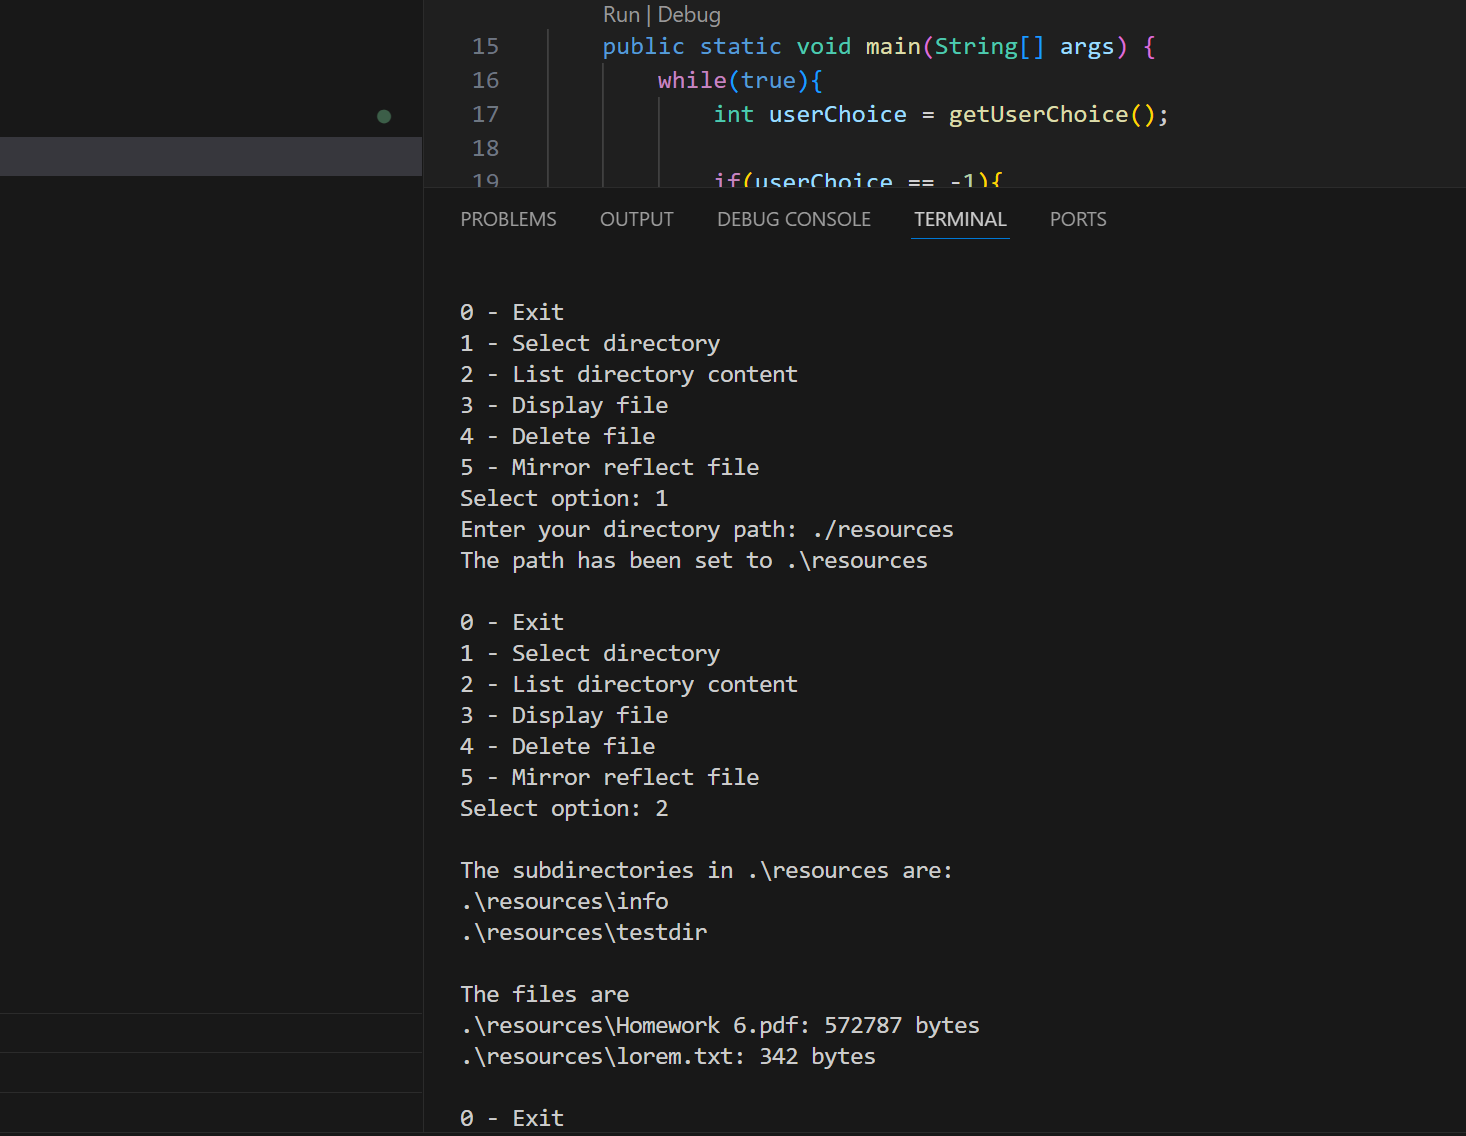 Run | Debug
15 public static void main(String[] args) {
16 while(true){
17 int userChoice = getUserChoice();
18
19 if(userChoice == -1){
PROBLEMS OUTPUT DEBUG CONSOLE TERMINAL PORTS
0 - Exit
1 - Select directory
2 - List directory content
3 - Display file
4 - Delete file
5 - Mirror reflect file
Select option: 1
Enter your directory path: ./resources
The path has been set to .\resources
0 - Exit
1 - Select directory
2 - List directory content
3 - Display file
4 - Delete file
5 - Mirror reflect file
Select option: 2
The subdirectories in .\resources are:
.\resources\info
.\resources\testdir
The files are
.\resources\Homework 6.pdf: 572787 bytes
.\resources\lorem.txt: 342 bytes
0 - Exit